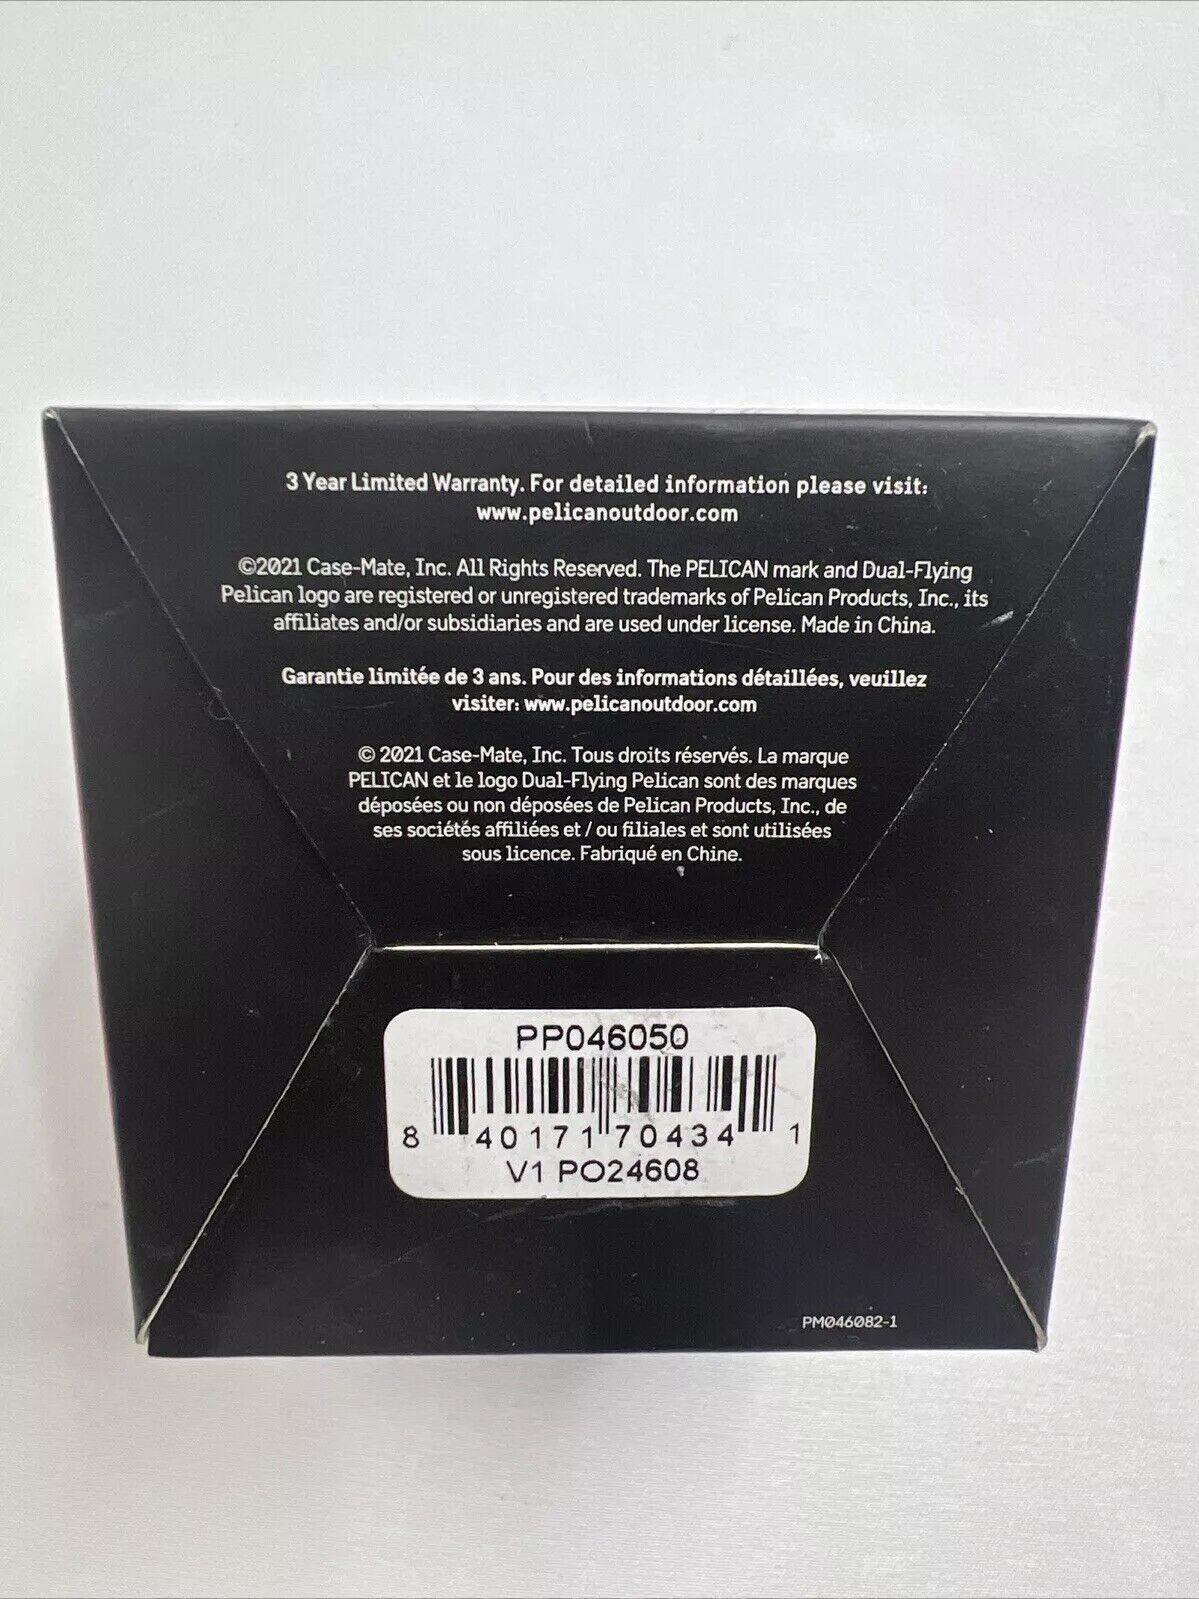 3 Year Limited Warranty. For detailed information please visit:
www.pelicanoutdoor.com
©2021 Case-Mate, Inc. All Rights Reserved. The PELICAN mark and Dual-Flying
Pelican logo are registered or unregistered trademarks of Pelican Products, Inc., its
affiliates and/or subsidiaries and are used under license. Made in China.
Garantie limitée de 3 ans. Pour des informations détaillées, veuillez
visiter: www.pelicanoutdoor.com
© 2021 Case-Mate, Inc. Tous droits réservés. La marque
PELICAN et le logo Dual-Flying Pelican sont des marques
déposées ou non déposées de Pelican Products, Inc., de
ses sociétés affiliées et / ou filiales et sont utilisées
sous licence. Fabriqué en Chine.
PP046050
8 40171 70434 1
V1 PO24608
PM046082-1